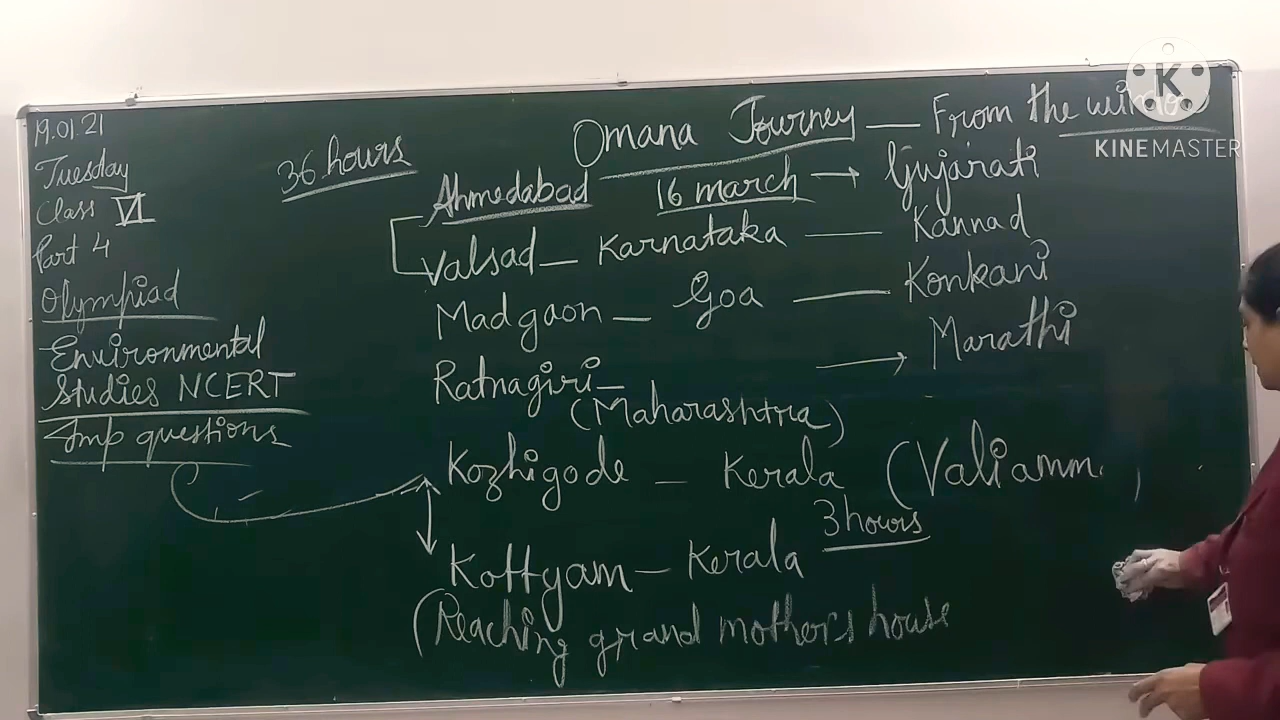 19.01.21
Tuesday
Class VI
Part 4
Olympiad
Environmental
Studies NCERT
Imp questions
36 hours
Omana Journey — From the window
Ahmedabad 16 march → Gujarati
Valsad — Karnataka — Kannad
Madgaon — Goa — Konkani
Ratnagiri — → Marathi
(Maharashtra)
Kozhigode — Kerala (Valiamm )
3 hours
Kottyam — Kerala
(Reaching grand mother's house
K
KINEMASTER